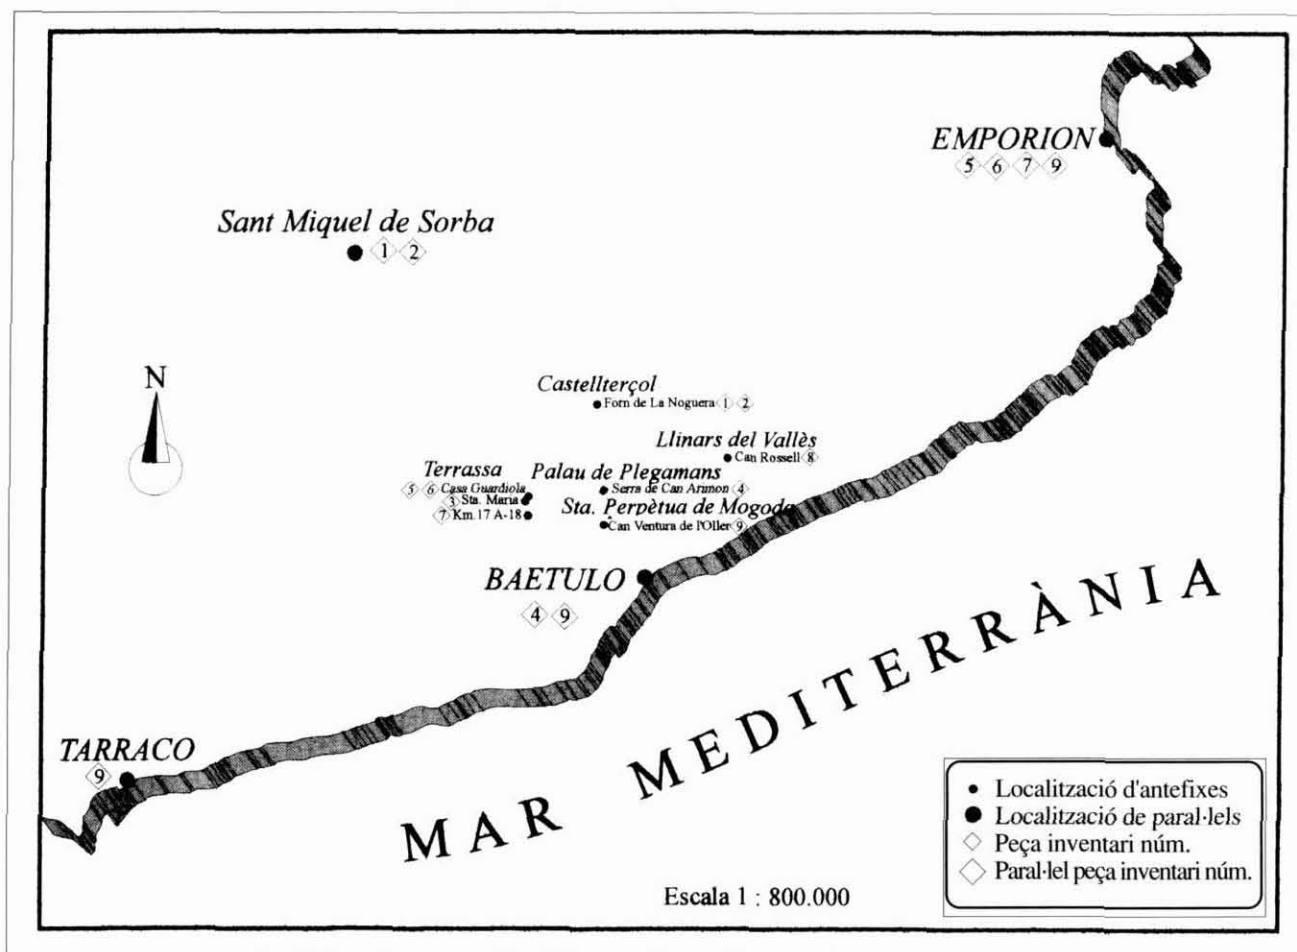 EMPORION
5 6 7 9
Sant Miquel de Sorba
1 2
N
Castellterçol
Forn de La Noguera 1 2
Llinars del Vallès
Can Rossell 8
Terrassa
5 6 Casa Guardiola
3 Sta. Maria
7 Km. 17 A-18
Palau de Plegamans
Serra de Can Arimon 4
Sta. Perpètua de Mogoda
Can Ventura de l'Oller 9
BAETULO
4 9
TARRACO
9
MAR MEDITERRÀNIA
Localització d'antefixes
Localització de paral·lels
Peça inventari núm.
Paral·lel peça inventari núm.
Escala 1 : 800.000